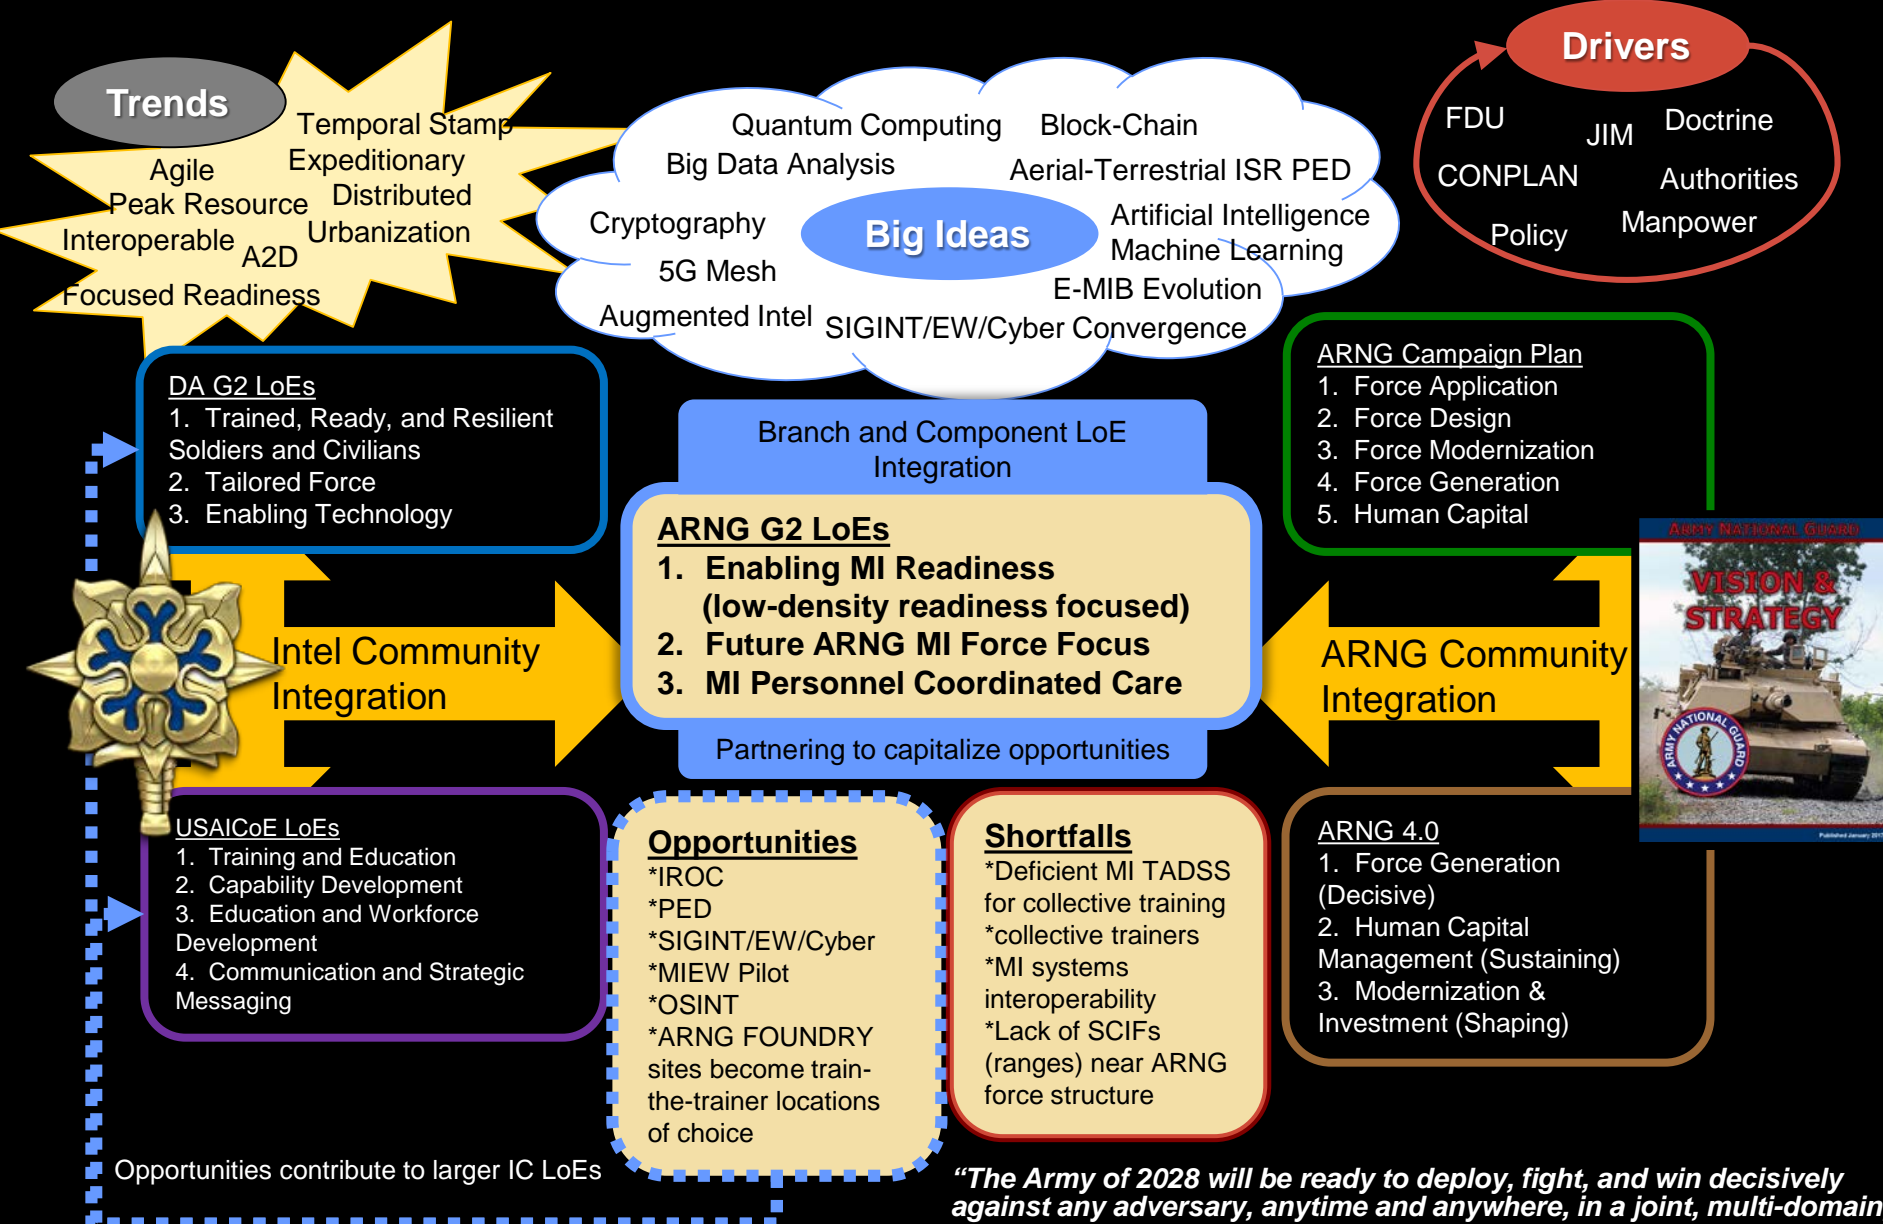 Trends
Temporal Stamp
Expeditionary
Agile
Distributed
Peak Resource
Urbanization
Interoperable
A2D
Focused Readiness
Quantum Computing
Block-Chain
Big Data Analysis
Aerial-Terrestrial ISR PED
Cryptography
Big Ideas
Artificial Intelligence
Machine Learning
5G Mesh
E-MIB Evolution
Augmented Intel
SIGINT/EW/Cyber Convergence
Drivers
FDU
JIM
Doctrine
CONPLAN
Authorities
Policy
Manpower
DA G2 LoEs
1. Trained, Ready, and Resilient
Soldiers and Civilians
2. Tailored Force
3. Enabling Technology
Branch and Component LoE
Integration
ARNG G2 LoEs
1. Enabling MI Readiness
(low-density readiness focused)
2. Future ARNG MI Force Focus
3. MI Personnel Coordinated Care
Partnering to capitalize opportunities
ARNG Campaign Plan
1. Force Application
2. Force Design
3. Force Modernization
4. Force Generation
5. Human Capital
Intel Community
Integration
ARNG Community
Integration
ARMY NATIONAL GUARD
VISION &
STRATEGY
ARMY NATIONAL GUARD
Published January 2017
USAICoE LoEs
1. Training and Education
2. Capability Development
3. Education and Workforce
Development
4. Communication and Strategic
Messaging
Opportunities
*IROC
*PED
*SIGINT/EW/Cyber
*MIEW Pilot
*OSINT
*ARNG FOUNDRY
sites become train-
the-trainer locations
of choice
Shortfalls
*Deficient MI TADSS
for collective training
*collective trainers
*MI systems
interoperability
*Lack of SCIFs
(ranges) near ARNG
force structure
ARNG 4.0
1. Force Generation
(Decisive)
2. Human Capital
Management (Sustaining)
3. Modernization &
Investment (Shaping)
Opportunities contribute to larger IC LoEs
“The Army of 2028 will be ready to deploy, fight, and win decisively
against any adversary, anytime and anywhere, in a joint, multi-domain